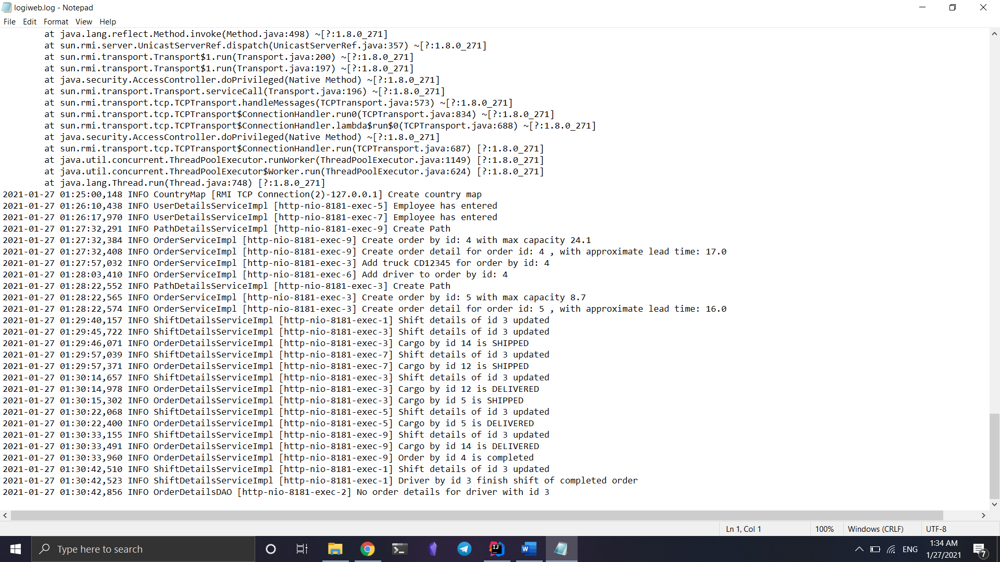 logiweb.log - Notepad
File Edit Format View Help
at java.lang.reflect.Method.invoke(Method.java:498) ~[?:1.8.0_271]
at sun.rmi.server.UnicastServerRef.dispatch(UnicastServerRef.java:357) ~[?:1.8.0_271]
at sun.rmi.transport.Transport$1.run(Transport.java:200) ~[?:1.8.0_271]
at sun.rmi.transport.Transport$1.run(Transport.java:197) ~[?:1.8.0_271]
at java.security.AccessController.doPrivileged(Native Method) ~[?:1.8.0_271]
at sun.rmi.transport.Transport.serviceCall(Transport.java:196) ~[?:1.8.0_271]
at sun.rmi.transport.tcp.TCPTransport.handleMessages(TCPTransport.java:573) ~[?:1.8.0_271]
at sun.rmi.transport.tcp.TCPTransport$ConnectionHandler.run0(TCPTransport.java:834) ~[?:1.8.0_271]
at sun.rmi.transport.tcp.TCPTransport$ConnectionHandler.lambda$run$0(TCPTransport.java:688) ~[?:1.8.0_271]
at java.security.AccessController.doPrivileged(Native Method) ~[?:1.8.0_271]
at sun.rmi.transport.tcp.TCPTransport$ConnectionHandler.run(TCPTransport.java:687) [?:1.8.0_271]
at java.util.concurrent.ThreadPoolExecutor.runWorker(ThreadPoolExecutor.java:1149) [?:1.8.0_271]
at java.util.concurrent.ThreadPoolExecutor$Worker.run(ThreadPoolExecutor.java:624) [?:1.8.0_271]
at java.lang.Thread.run(Thread.java:748) [?:1.8.0_271]
2021-01-27 01:25:00,148 INFO CountryMap [RMI TCP Connection(2)-127.0.0.1] Create country map
2021-01-27 01:26:10,438 INFO UserDetailsServiceImpl [http-nio-8181-exec-5] Employee has entered
2021-01-27 01:26:17,970 INFO UserDetailsServiceImpl [http-nio-8181-exec-7] Employee has entered
2021-01-27 01:27:32,291 INFO PathDetailsServiceImpl [http-nio-8181-exec-9] Create Path
2021-01-27 01:27:32,384 INFO OrderServiceImpl [http-nio-8181-exec-9] Create order by id: 4 with max capacity 24.1
2021-01-27 01:27:32,408 INFO OrderServiceImpl [http-nio-8181-exec-9] Create order detail for order id: 4 , with approximate lead time: 17.0
2021-01-27 01:27:57,032 INFO OrderServiceImpl [http-nio-8181-exec-3] Add truck CD12345 for order by id: 4
2021-01-27 01:28:03,410 INFO OrderServiceImpl [http-nio-8181-exec-6] Add driver to order by id: 4
2021-01-27 01:28:22,552 INFO PathDetailsServiceImpl [http-nio-8181-exec-3] Create Path
2021-01-27 01:28:22,565 INFO OrderServiceImpl [http-nio-8181-exec-3] Create order by id: 5 with max capacity 8.7
2021-01-27 01:28:22,574 INFO OrderServiceImpl [http-nio-8181-exec-3] Create order detail for order id: 5 , with approximate lead time: 16.0
2021-01-27 01:29:40,157 INFO ShiftDetailsServiceImpl [http-nio-8181-exec-1] Shift details of id 3 updated
2021-01-27 01:29:45,722 INFO ShiftDetailsServiceImpl [http-nio-8181-exec-3] Shift details of id 3 updated
2021-01-27 01:29:46,071 INFO OrderDetailsServiceImpl [http-nio-8181-exec-3] Cargo by id 14 is SHIPPED
2021-01-27 01:29:57,039 INFO ShiftDetailsServiceImpl [http-nio-8181-exec-7] Shift details of id 3 updated
2021-01-27 01:29:57,371 INFO OrderDetailsServiceImpl [http-nio-8181-exec-7] Cargo by id 12 is SHIPPED
2021-01-27 01:30:14,657 INFO ShiftDetailsServiceImpl [http-nio-8181-exec-3] Shift details of id 3 updated
2021-01-27 01:30:14,978 INFO OrderDetailsServiceImpl [http-nio-8181-exec-3] Cargo by id 12 is DELIVERED
2021-01-27 01:30:15,302 INFO OrderDetailsServiceImpl [http-nio-8181-exec-3] Cargo by id 5 is SHIPPED
2021-01-27 01:30:22,068 INFO ShiftDetailsServiceImpl [http-nio-8181-exec-5] Shift details of id 3 updated
2021-01-27 01:30:22,400 INFO OrderDetailsServiceImpl [http-nio-8181-exec-5] Cargo by id 5 is DELIVERED
2021-01-27 01:30:33,155 INFO ShiftDetailsServiceImpl [http-nio-8181-exec-9] Shift details of id 3 updated
2021-01-27 01:30:33,491 INFO OrderDetailsServiceImpl [http-nio-8181-exec-9] Cargo by id 14 is DELIVERED
2021-01-27 01:30:33,960 INFO OrderDetailsServiceImpl [http-nio-8181-exec-9] Order by id 4 is completed
2021-01-27 01:30:42,510 INFO ShiftDetailsServiceImpl [http-nio-8181-exec-1] Shift details of id 3 updated
2021-01-27 01:30:42,523 INFO ShiftDetailsServiceImpl [http-nio-8181-exec-1] Driver by id 3 finish shift of completed order
2021-01-27 01:30:42,856 INFO OrderDetailsDAO [http-nio-8181-exec-2] No order details for driver with id 3
Ln 1, Col 1 100% Windows (CRLF) UTF-8
Type here to search
ENG
1:34 AM
1/27/2021
7